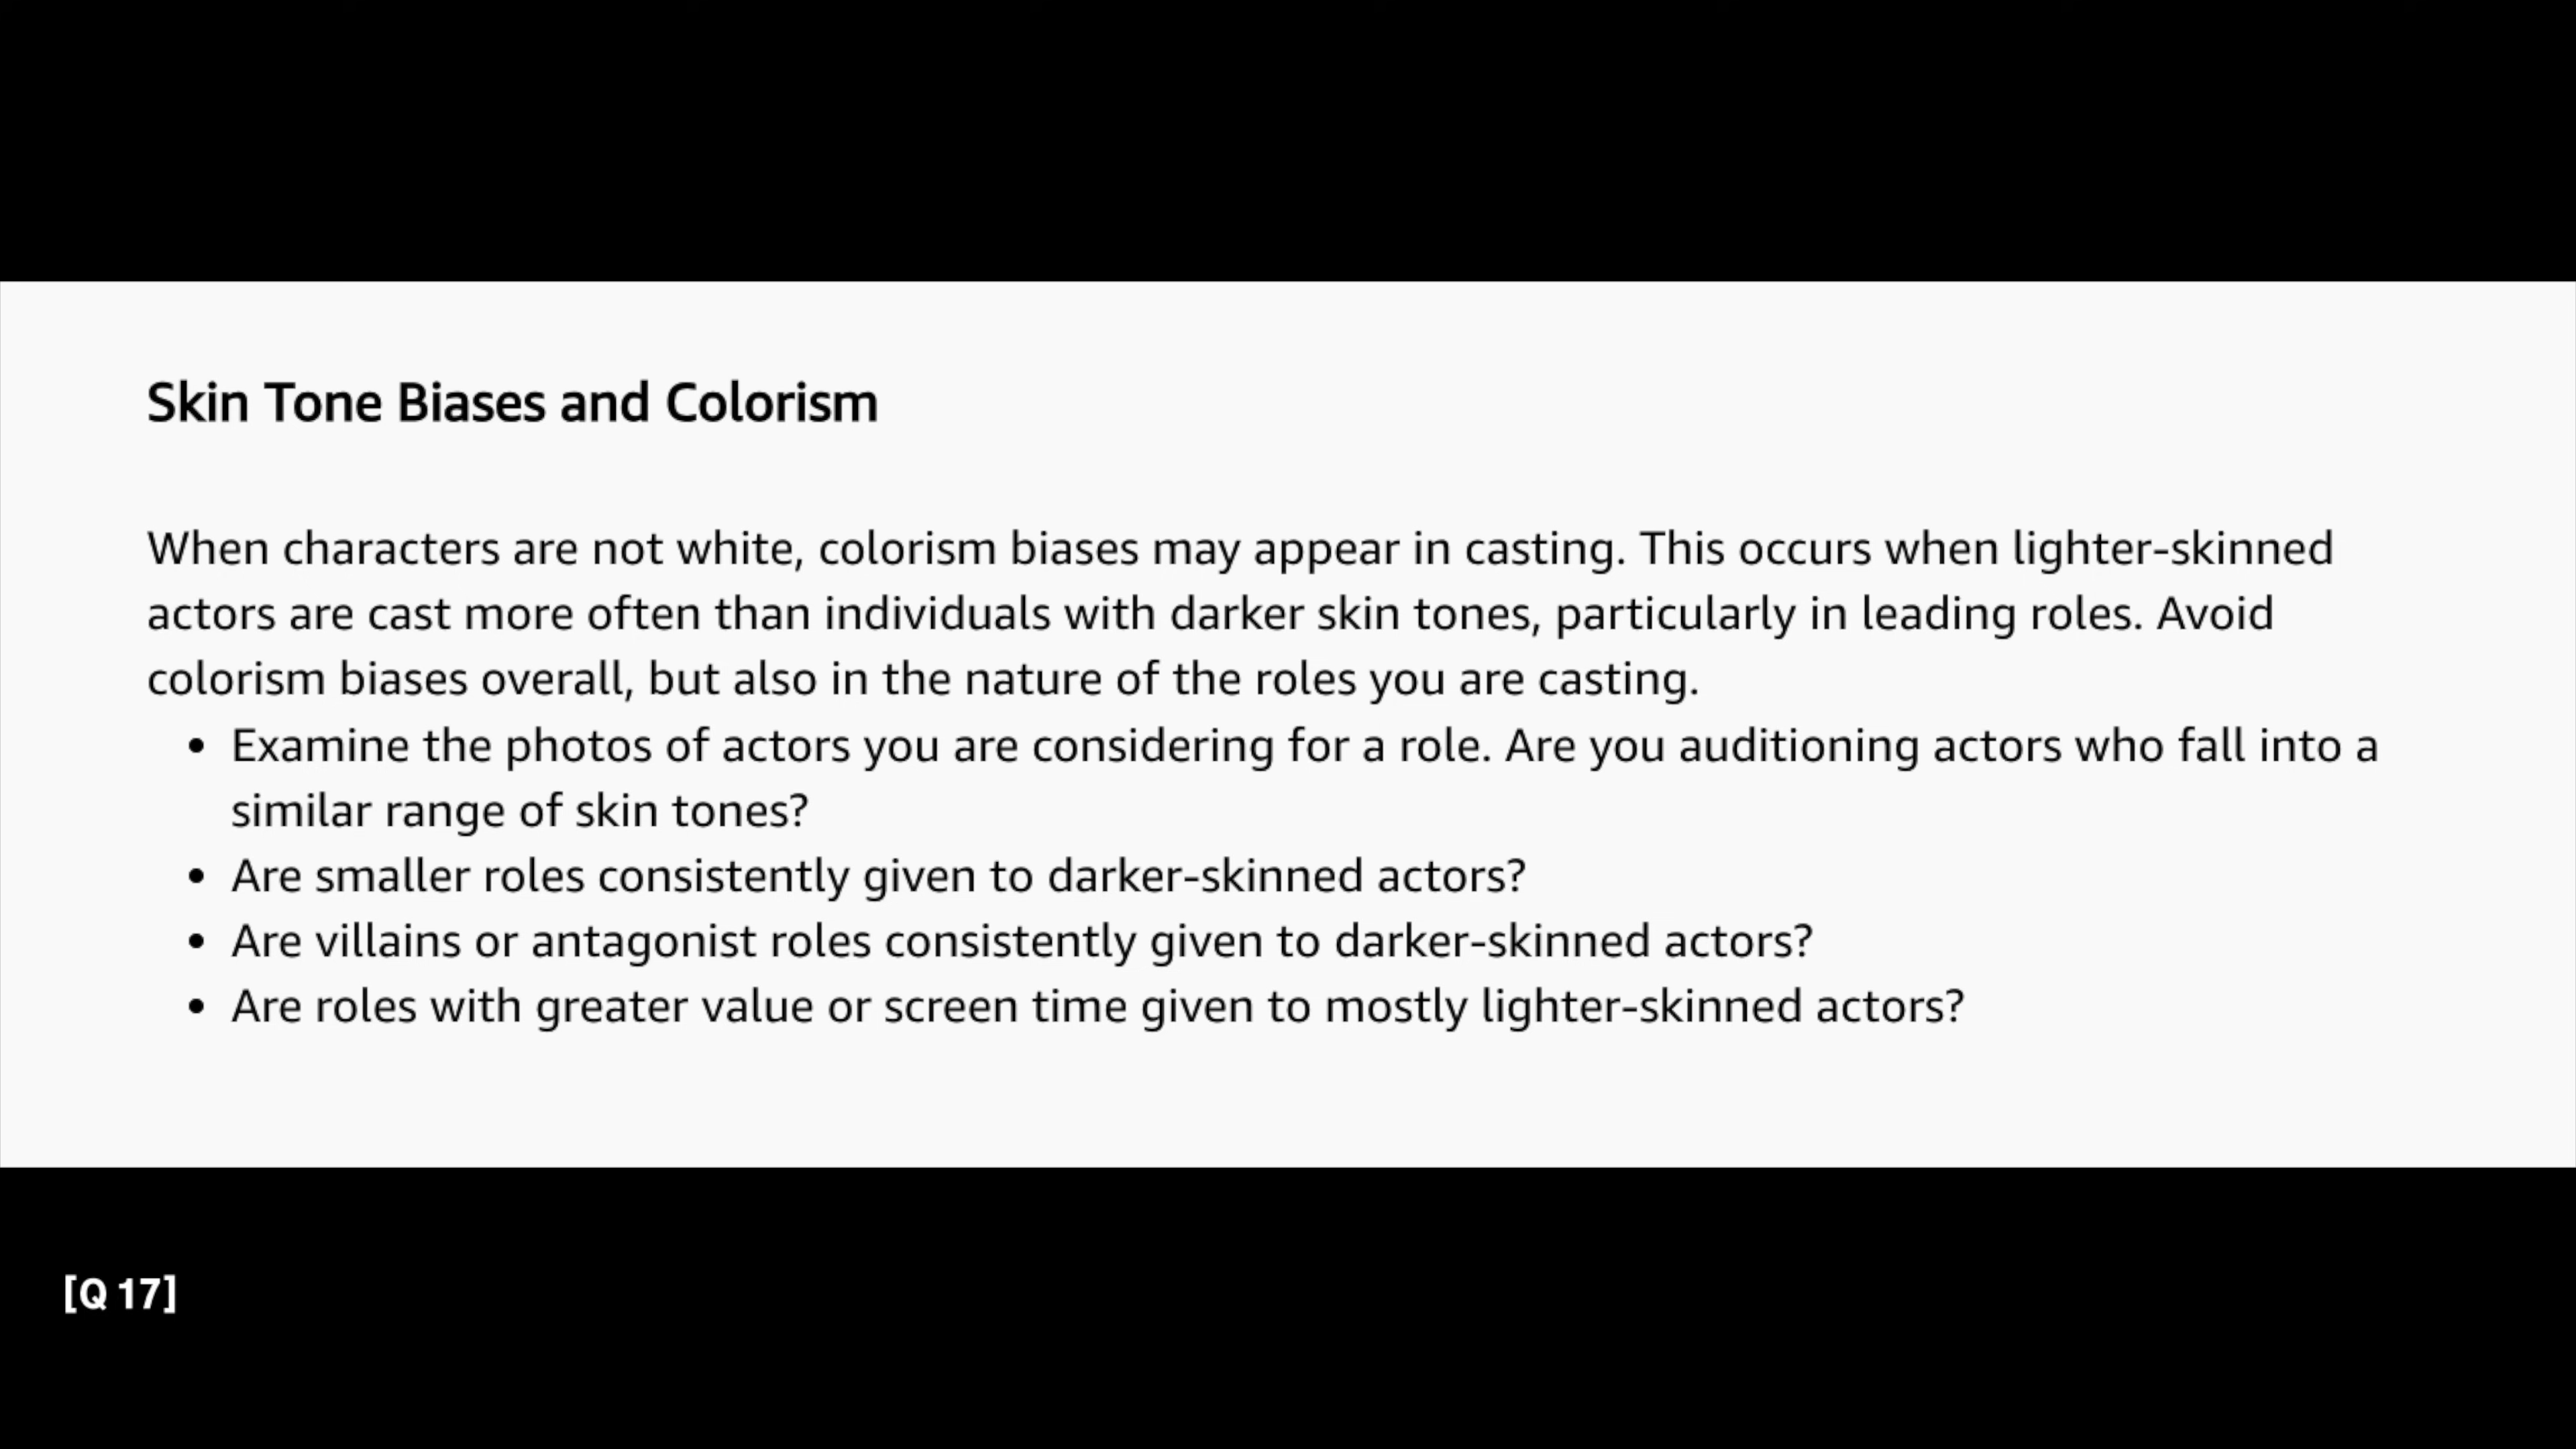 Skin Tone Biases and Colorism
When characters are not white, colorism biases may appear in casting. This occurs when lighter-skinned
actors are cast more often than individuals with darker skin tones, particularly in leading roles. Avoid
colorism biases overall, but also in the nature of the roles you are casting.
• Examine the photos of actors you are considering for a role. Are you auditioning actors who fall into a
similar range of skin tones?
• Are smaller roles consistently given to darker-skinned actors?
• Are villains or antagonist roles consistently given to darker-skinned actors?
• Are roles with greater value or screen time given to mostly lighter-skinned actors?
[Q 17]